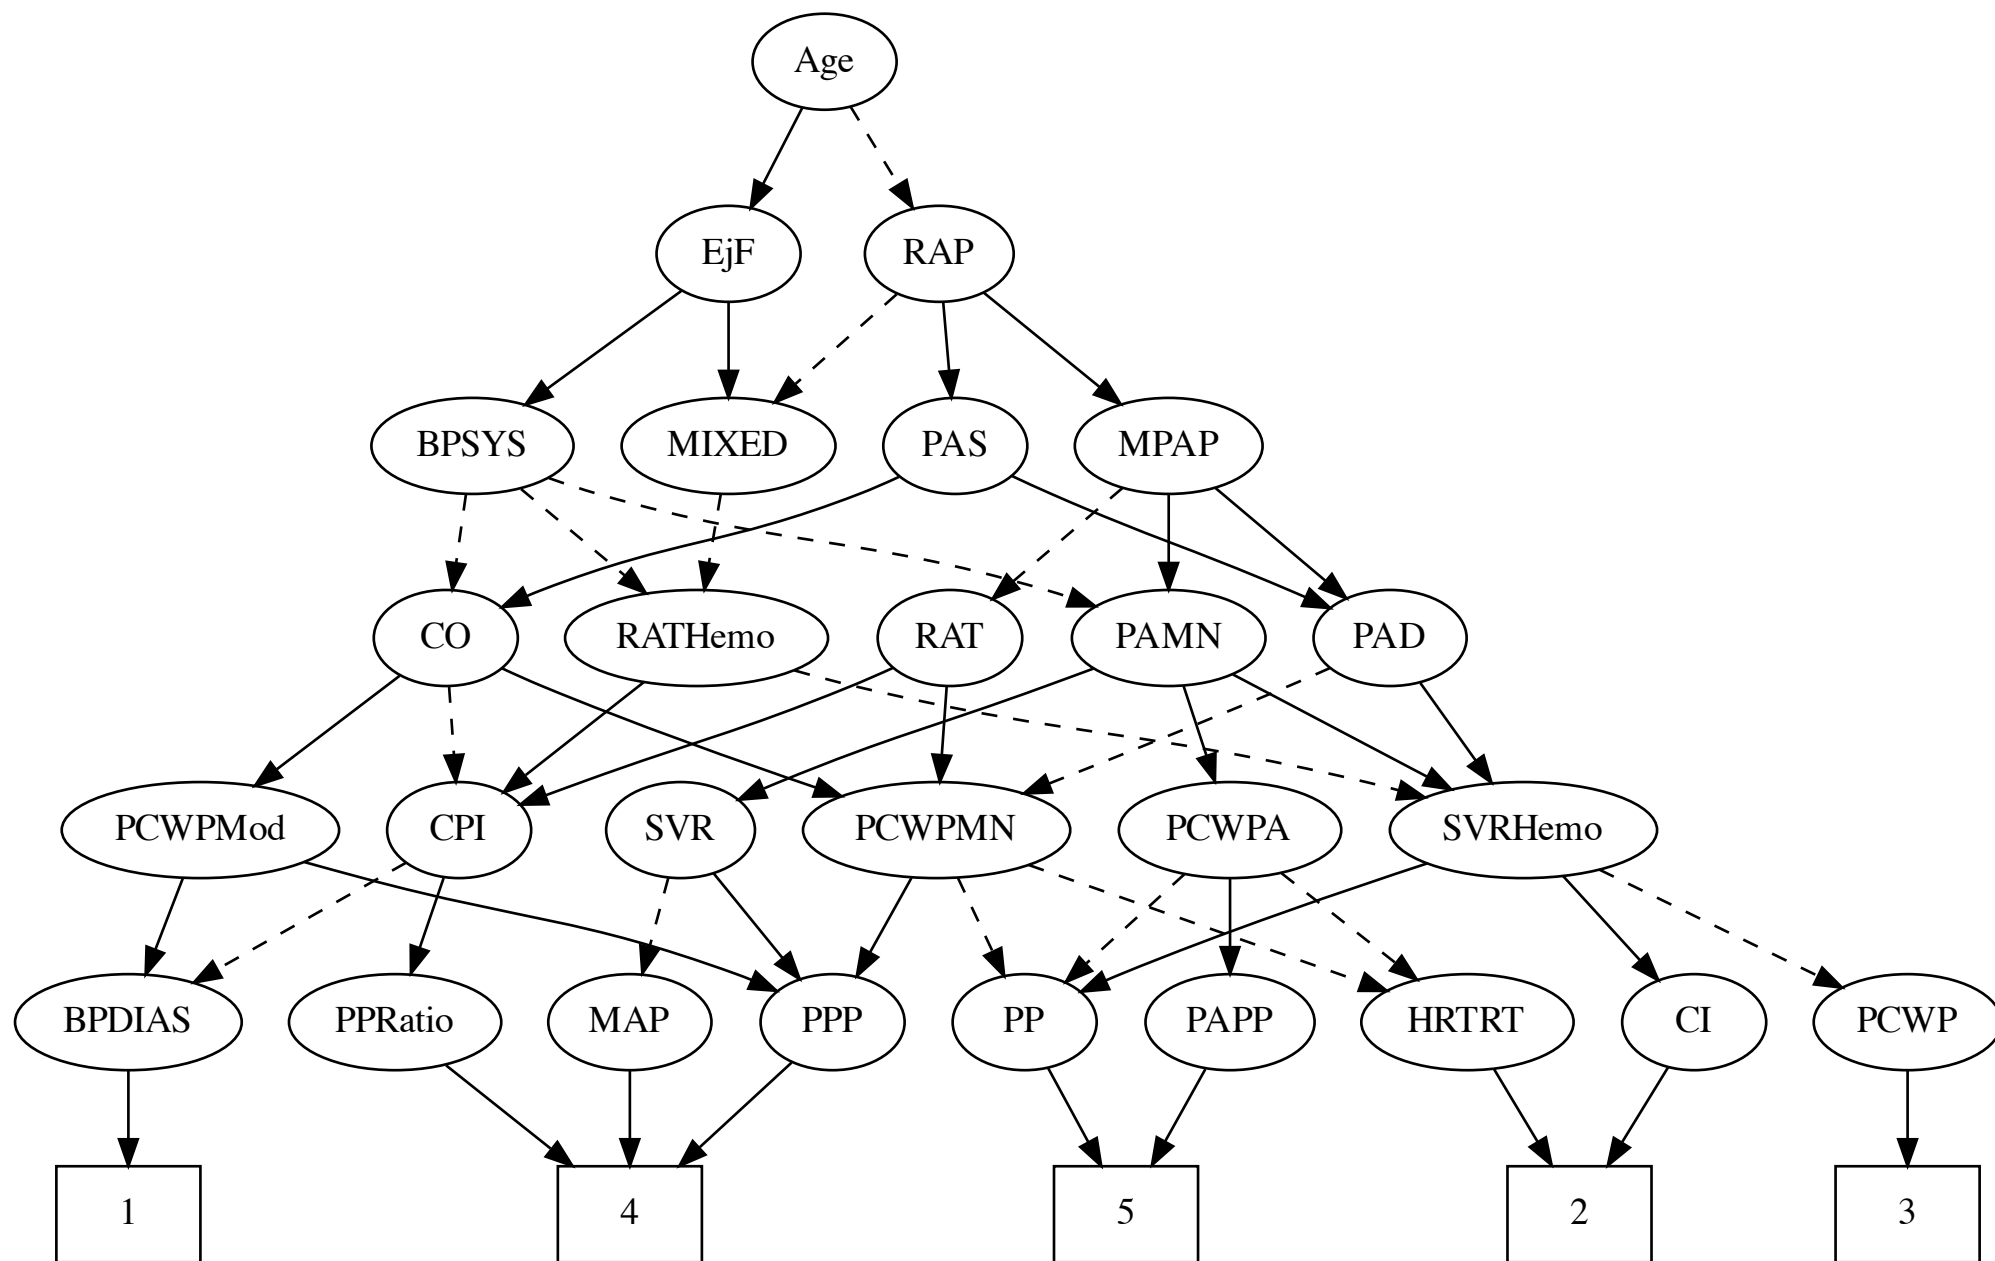 Age
EjF
RAP
BPSYS
MIXED
PAS
MPAP
CO
RATHemo
RAT
PAMN
PAD
PCWPMod
CPI
SVR
PCWPMN
PCWPA
SVRHemo
BPDIAS
PPRatio
MAP
PPP
PP
PAPP
HRTRT
CI
PCWP
1
4
5
2
3